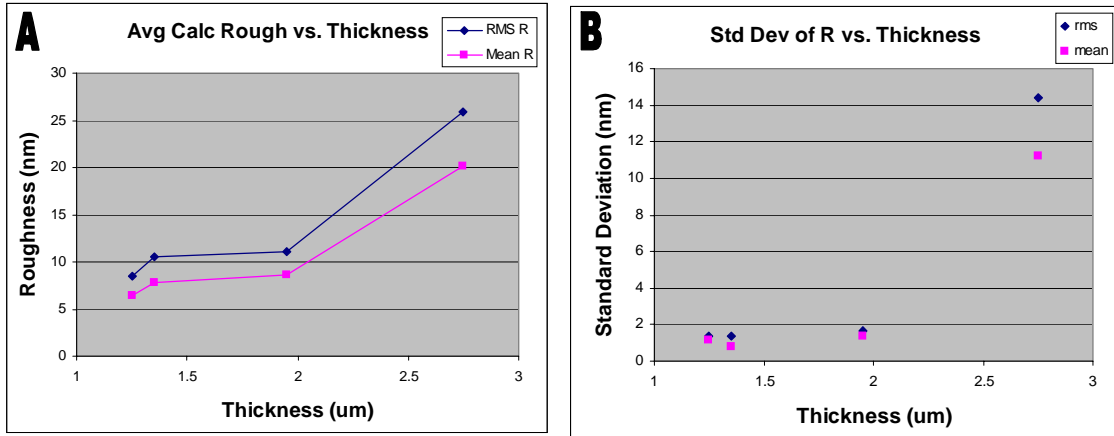 A
Avg Calc Rough vs. Thickness
RMS R
Mean R
Roughness (nm)
30
25
20
15
10
5
0
1
1.5
2
2.5
3
Thickness (um)
B
Std Dev of R vs. Thickness
rms
mean
Standard Deviation (nm)
16
14
12
10
8
6
4
2
0
1
1.5
2
2.5
3
Thickness (um)